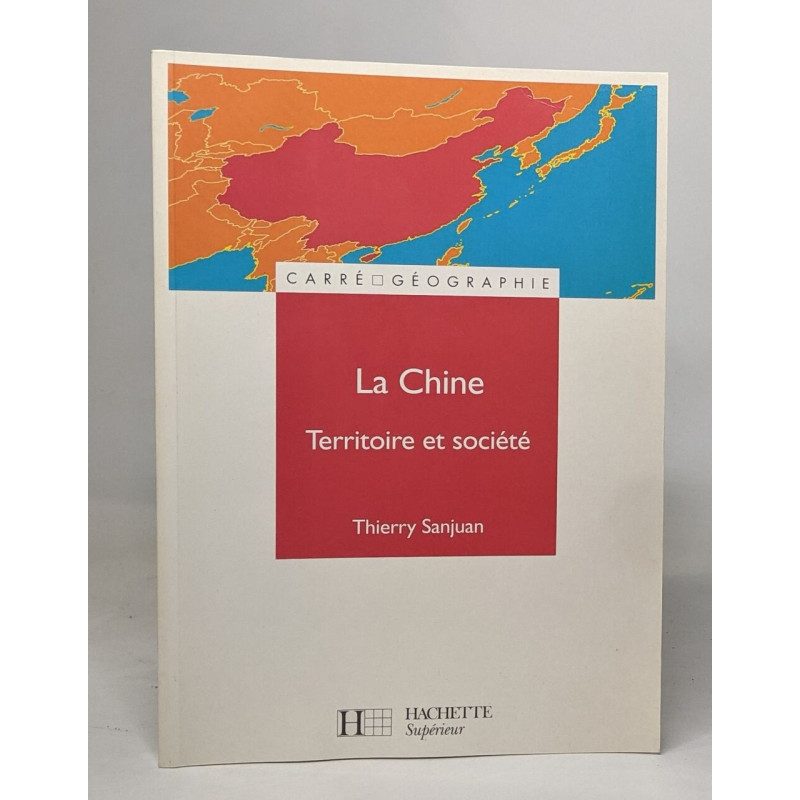 CARRÉ GÉOGRAPHIE
La Chine
Territoire et société
Thierry Sanjuan
H HACHETTE
Supérieur